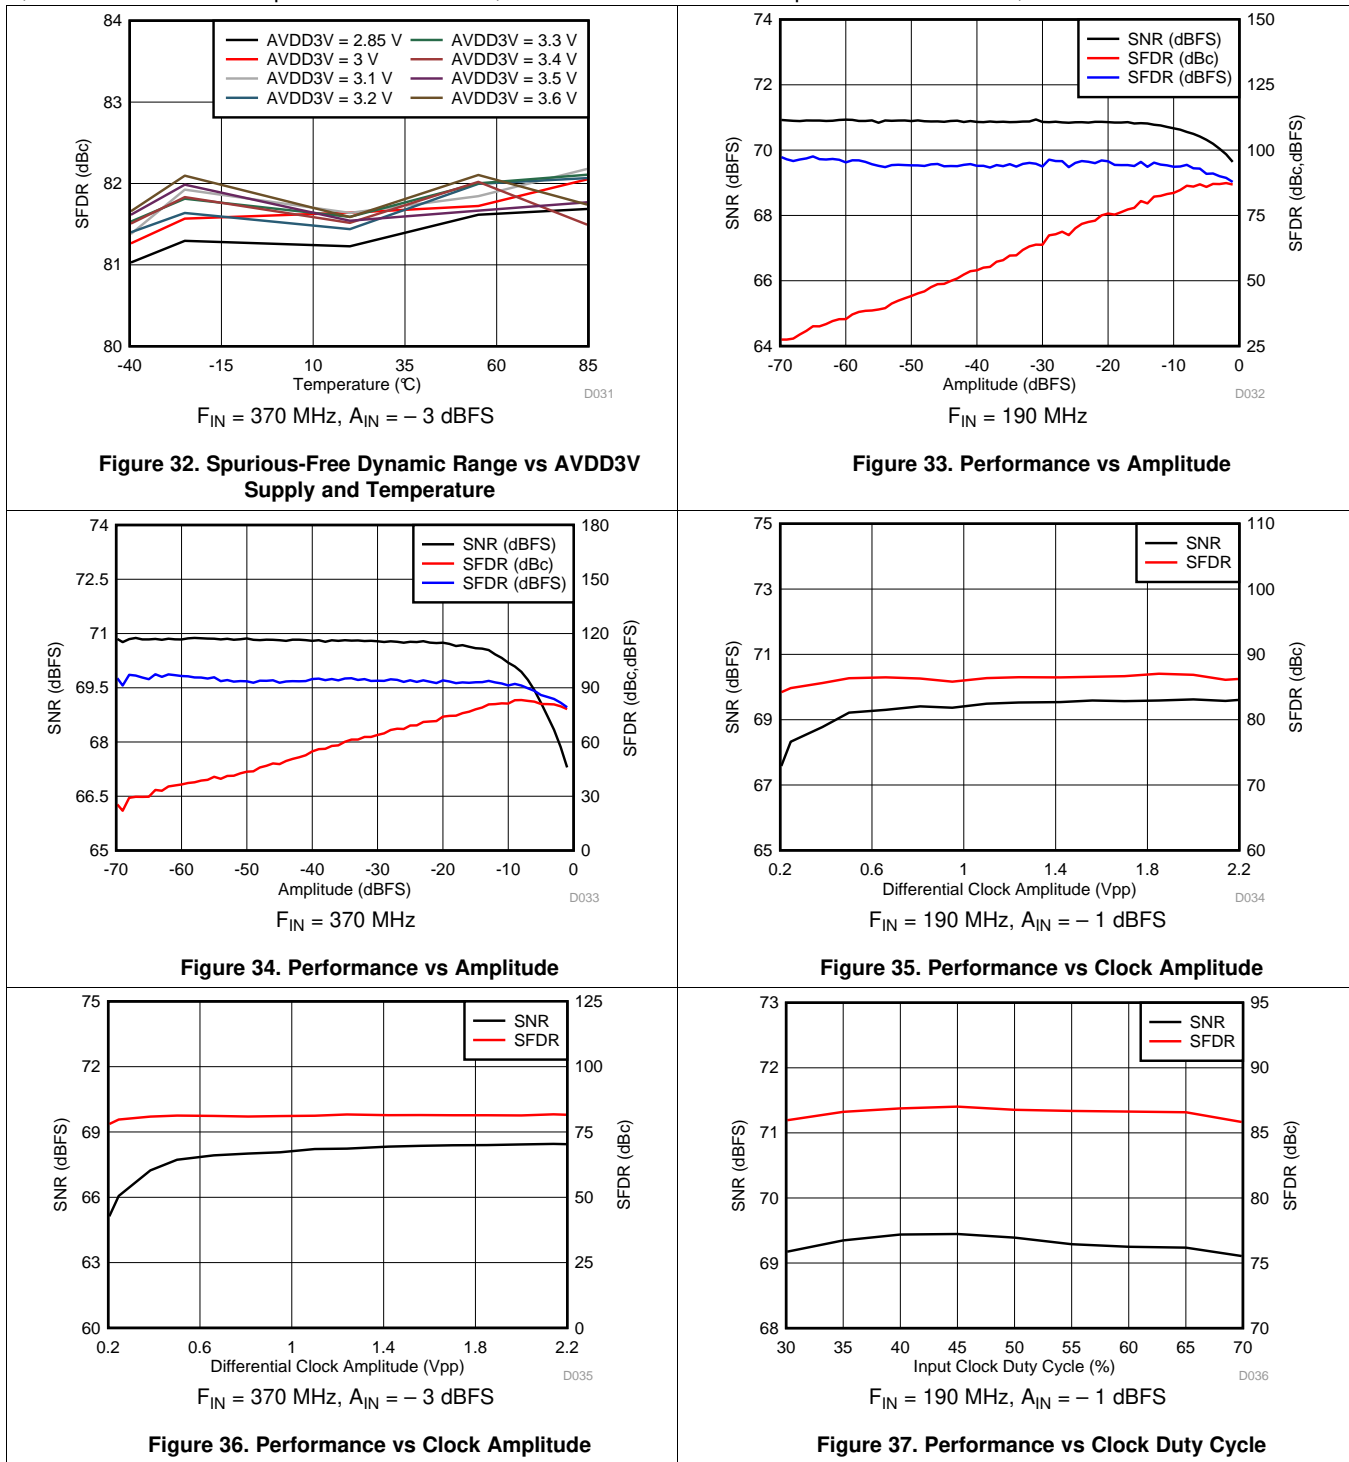 84
83
82
81
80
SFDR (dBc)
AVDD3V = 2.85 V
AVDD3V = 3 V
AVDD3V = 3.1 V
AVDD3V = 3.2 V
AVDD3V = 3.3 V
AVDD3V = 3.4 V
AVDD3V = 3.5 V
AVDD3V = 3.6 V
-40 -15 10 35 60 85
Temperature (°C)
D031
FIN = 370 MHz, AIN = – 3 dBFS
Figure 32. Spurious-Free Dynamic Range vs AVDD3V
Supply and Temperature
74
72
70
68
66
64
SNR (dBFS)
SNR (dBFS)
SFDR (dBc)
SFDR (dBFS)
150
125
100
75
50
25
SFDR (dBc,dBFS)
-70 -60 -50 -40 -30 -20 -10 0
Amplitude (dBFS)
D032
FIN = 190 MHz
Figure 33. Performance vs Amplitude
74
72.5
71
69.5
68
66.5
65
SNR (dBFS)
SNR (dBFS)
SFDR (dBc)
SFDR (dBFS)
180
150
120
90
60
30
0
SFDR (dBc,dBFS)
-70 -60 -50 -40 -30 -20 -10 0
Amplitude (dBFS)
D033
FIN = 370 MHz
Figure 34. Performance vs Amplitude
75
73
71
69
67
65
SNR (dBFS)
SNR
SFDR
110
100
90
80
70
60
SFDR (dBc)
0.2 0.6 1 1.4 1.8 2.2
Differential Clock Amplitude (Vpp)
D034
FIN = 190 MHz, AIN = – 1 dBFS
Figure 35. Performance vs Clock Amplitude
75
72
69
66
63
60
SNR (dBFS)
SNR
SFDR
125
100
75
50
25
0
SFDR (dBc)
0.2 0.6 1 1.4 1.8 2.2
Differential Clock Amplitude (Vpp)
D035
FIN = 370 MHz, AIN = – 3 dBFS
Figure 36. Performance vs Clock Amplitude
73
72
71
70
69
68
SNR (dBFS)
SNR
SFDR
95
90
85
80
75
70
SFDR (dBc)
30 35 40 45 50 55 60 65 70
Input Clock Duty Cycle (%)
D036
FIN = 190 MHz, AIN = – 1 dBFS
Figure 37. Performance vs Clock Duty Cycle